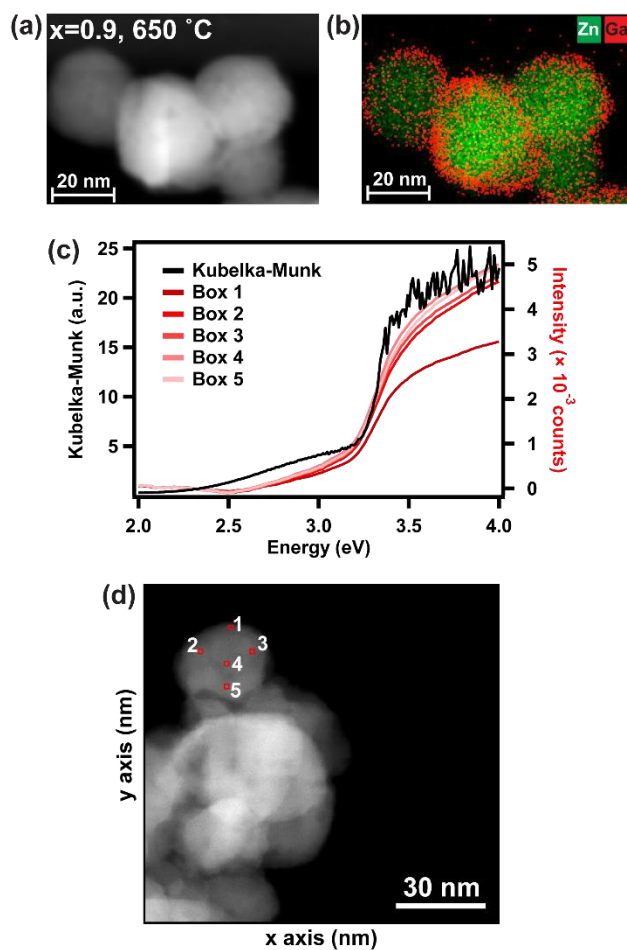 (a)
x=0.9, 650 ˚C
20 nm
(b)
Zn Ga
20 nm
(c)
25
20
15
10
5
Kubelka-Munk (a.u.)
Kubelka-Munk
Box 1
Box 2
Box 3
Box 4
Box 5
5
4
3
2
1
0
Intensity (× 10⁻³ counts)
2.0 2.5 3.0 3.5 4.0
Energy (eV)
(d)
1
2 3
4
5
y axis (nm)
30 nm
x axis (nm)